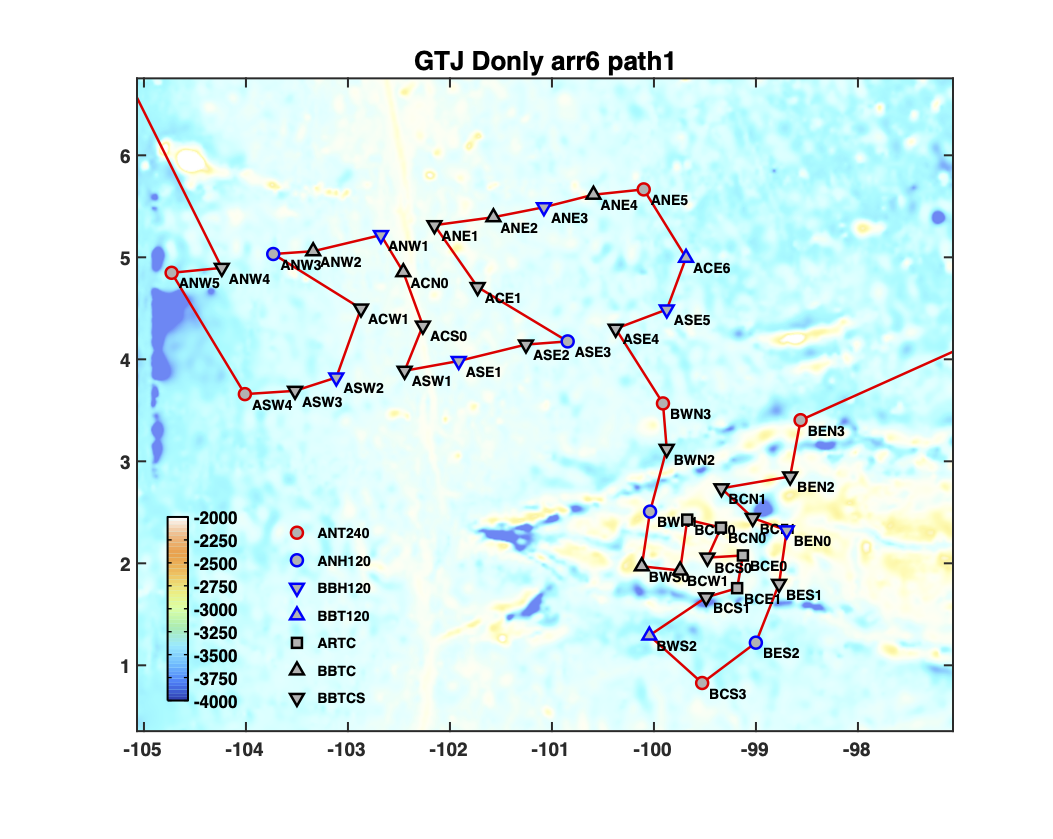 GTJ Donly arr6 path1
6
5
4
3
2
1
-105
-104
-103
-102
-101
-100
-99
-98
ANE5
ANE4
ANE3
ANE2
ANE1
ANW1
ANW2
ANW3
ANW4
ANW5
ACN0
ACE1
ACE6
ACW1
ACS0
ASE5
ASE4
ASE3
ASE2
ASE1
ASW1
ASW2
ASW3
ASW4
BWN3
BEN3
BWN2
BEN2
BCN1
BCN0
BEN0
BWS0
BCW1
BCS0
BCE0
BCE1
BES1
BCS1
BWS2
BES2
BCS3
-2000
-2250
-2500
-2750
-3000
-3250
-3500
-3750
-4000
ANT240
ANH120
BBH120
BBT120
ARTC
BBTC
BBTCS